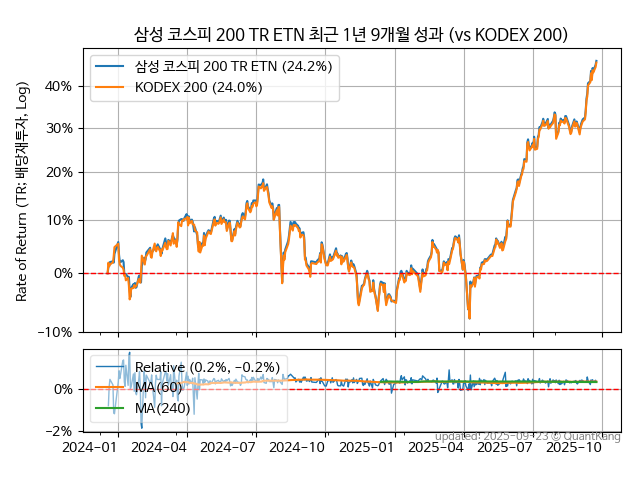 삼성 코스피 200 TR ETN 최근 1년 9개월 성과 (vs KODEX 200)
삼성 코스피 200 TR ETN (24.2%)
KODEX 200 (24.0%)
Rate of Return (TR: 배당재투자, Log)
40%
30%
20%
10%
0%
−10%
Relative (0.2%, −0.2%)
MA(60)
MA(240)
0%
−2%
updated: 2025-09-23 © QuantKang
2024-01 2024-04 2024-07 2024-10 2025-01 2025-04 2025-07 2025-10